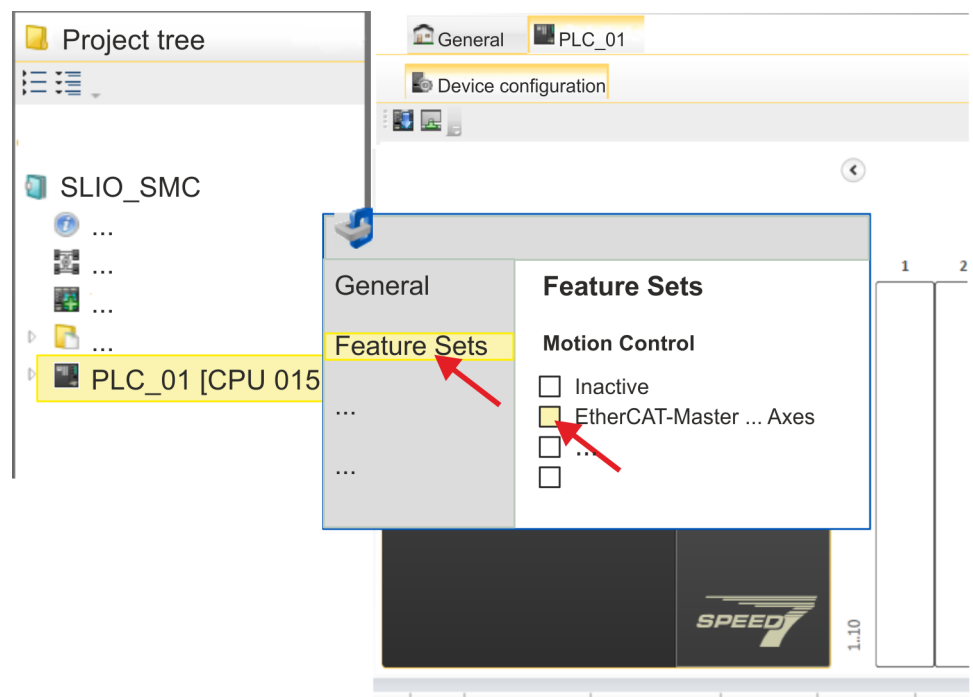 Project tree
SLIO_SMC
...
...
...
...
PLC_01 [CPU 015
General
PLC_01
Device configuration
General
Feature Sets
...
...
Feature Sets
Motion Control
Inactive
EtherCAT-Master ... Axes
...
1
2
SPEED7
1..10